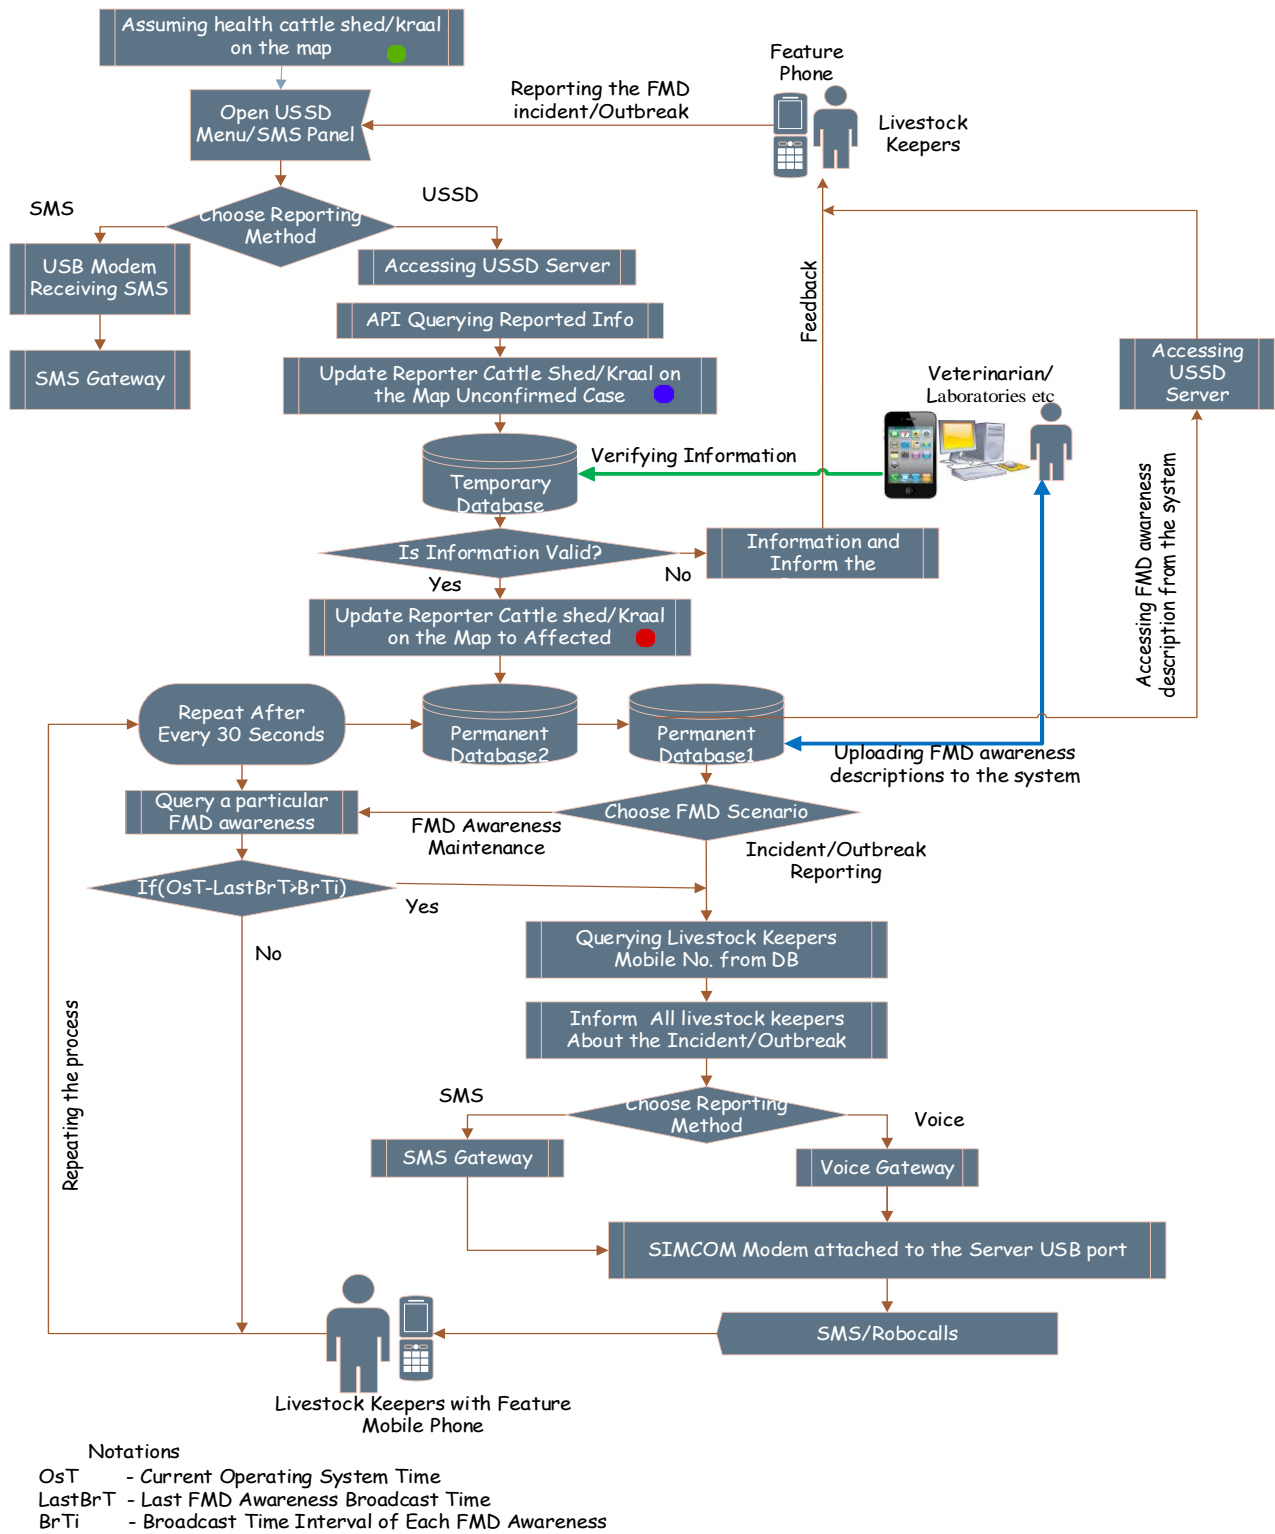 Assuming health cattle shed/kraal
on the map
Feature
Phone
Reporting the FMD
incident/Outbreak
Open USSD
Menu/SMS Panel
Livestock
Keepers
SMS
USSD
Choose Reporting
Method
USB Modem
Receiving SMS
Accessing USSD Server
Feedback
API Querying Reported Info
SMS Gateway
Update Reporter Cattle Shed/Kraal on
the Map Unconfirmed Case
Accessing
USSD
Server
Veterinarian/
Laboratories etc
Verifying Information
Temporary
Database
Accessing FMD awareness
description from the system
Is Information Valid?
Information and
Inform the
Yes
No
Update Reporter Cattle shed/Kraal
on the Map to Affected
Repeat After
Every 30 Seconds
Permanent
Database2
Permanent
Database1
Uploading FMD awareness
descriptions to the system
Query a particular
FMD awareness
Choose FMD Scenario
FMD Awareness
Maintenance
Incident/Outbreak
Reporting
If(OsT-LastBrT>BrTi)
Yes
No
Querying Livestock Keepers
Mobile No. from DB
Inform All livestock keepers
About the Incident/Outbreak
Repeating the process
SMS
Choose Reporting
Method
Voice
SMS Gateway
Voice Gateway
SIMCOM Modem attached to the Server USB port
SMS/Robocalls
Livestock Keepers with Feature
Mobile Phone
Notations
OsT - Current Operating System Time
LastBrT - Last FMD Awareness Broadcast Time
BrTi - Broadcast Time Interval of Each FMD Awareness